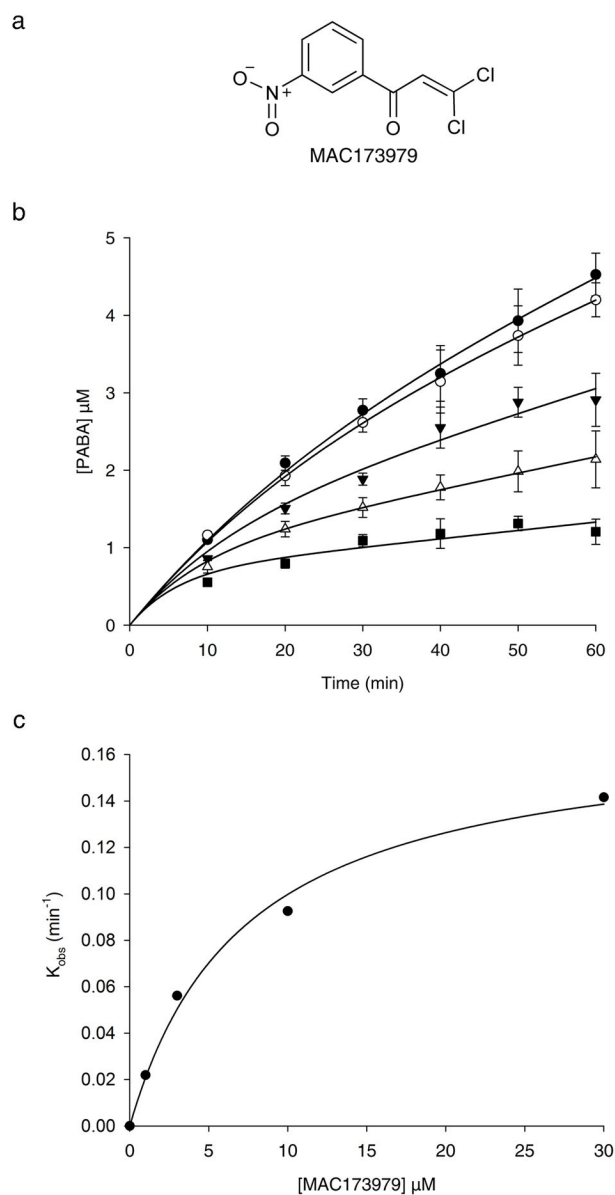 a
O−
N+
O
O
Cl
Cl
MAC173979
b
[PABA] µM
5
4
3
2
1
0
0 10 20 30 40 50 60
Time (min)
c
Kobs (min-1)
0.16
0.14
0.12
0.10
0.08
0.06
0.04
0.02
0.00
0 5 10 15 20 25 30
[MAC173979] µM